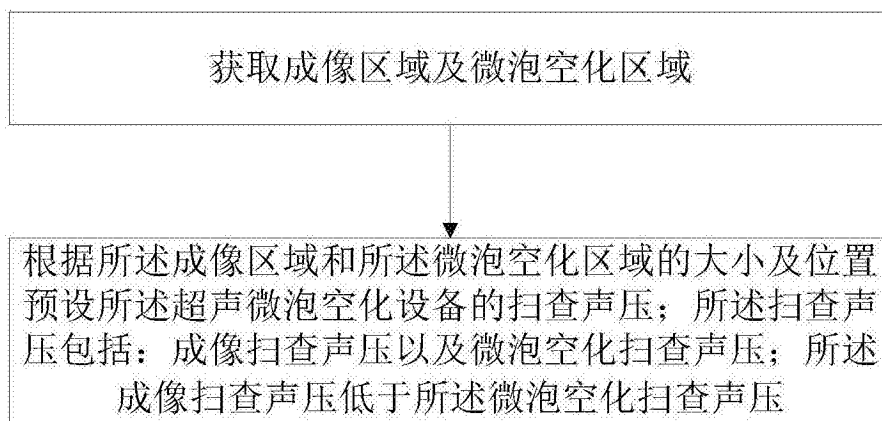 获取成像区域及微泡空化区域
根据所述成像区域和所述微泡空化区域的大小及位置
预设所述超声微泡空化设备的扫查声压；所述扫查声
压包括：成像扫查声压以及微泡空化扫查声压；所述
成像扫查声压低于所述微泡空化扫查声压